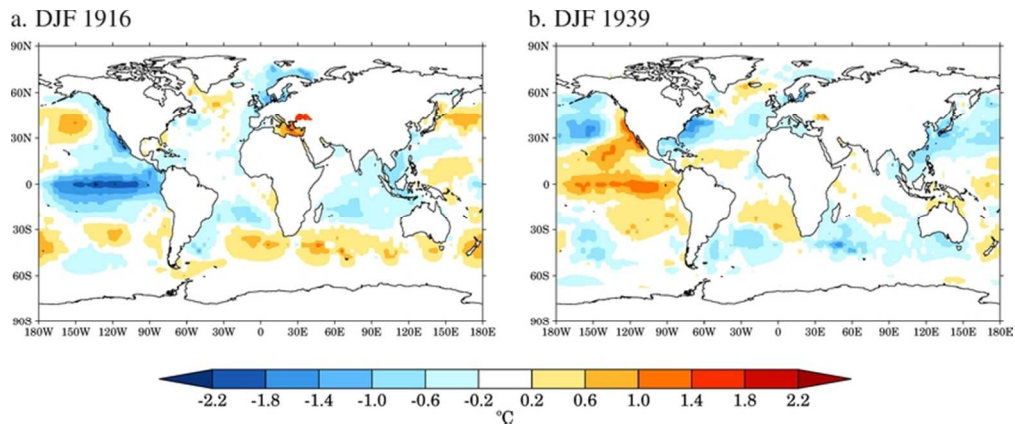 a. DJF 1916
b. DJF 1939
90N
60N
30N
0
30S
60S
90S
180W 150W 120W 90W 60W 30W 0 30E 60E 90E 120E 150E 180E
90N
60N
30N
0
30S
60S
90S
180W 150W 120W 90W 60W 30W 0 30E 60E 90E 120E 150E 180E
-2.2 -1.8 -1.4 -1.0 -0.6 -0.2 0.2 0.6 1.0 1.4 1.8 2.2
°C